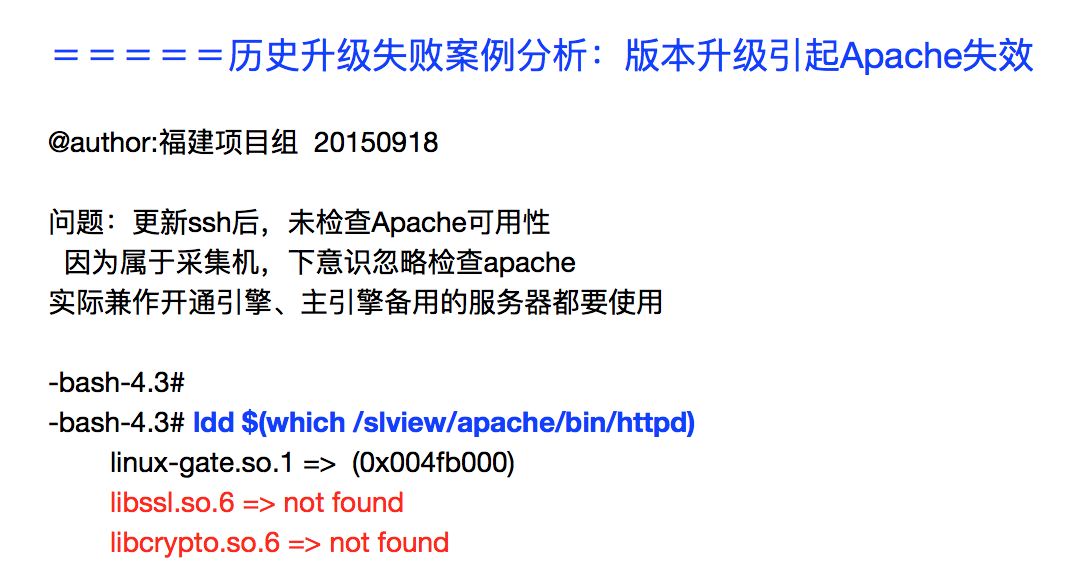 =====历史升级失败案例分析：版本升级引起Apache失效
@author:福建项目组 20150918
问题：更新ssh后，未检查Apache可用性
因为属于采集机，下意识忽略检查apache
实际兼作开通引擎、主引擎备用的服务器都要使用
-bash-4.3#
-bash-4.3# ldd $(which /slview/apache/bin/httpd)
linux-gate.so.1 => (0x004fb000)
libssl.so.6 => not found
libcrypto.so.6 => not found